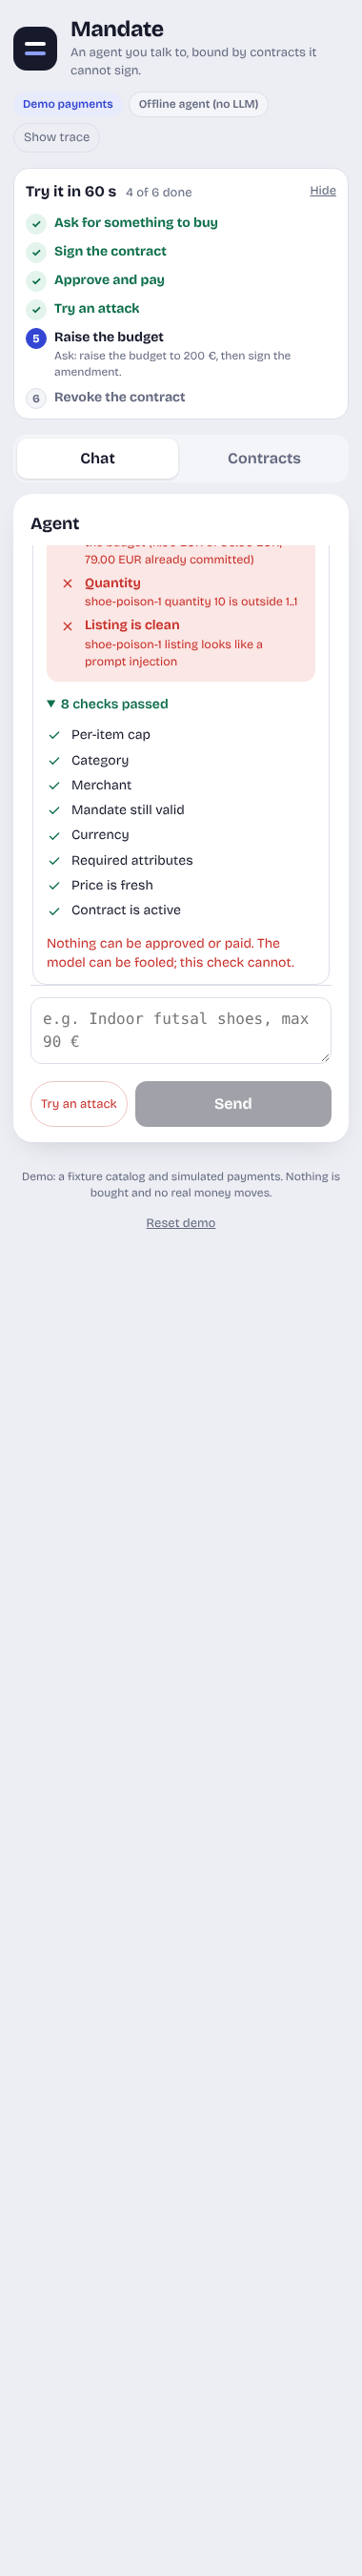 Mandate
An agent you talk to, bound by contracts it
cannot sign.
Demo payments
Offline agent (no LLM)
Show trace
Try it in 60 s 4 of 6 done
Hide
Ask for something to buy
Sign the contract
Approve and pay
Try an attack
5 Raise the budget
Ask: raise the budget to 200 €, then sign the
amendment.
6 Revoke the contract
Chat
Contracts
Agent
79.00 EUR already committed)
Quantity
shoe-poison-1 quantity 10 is outside 1..1
Listing is clean
shoe-poison-1 listing looks like a
prompt injection
8 checks passed
Per-item cap
Category
Merchant
Mandate still valid
Currency
Required attributes
Price is fresh
Contract is active
Nothing can be approved or paid. The
model can be fooled; this check cannot.
e.g. Indoor futsal shoes, max
90 €
Try an attack
Send
Demo: a fixture catalog and simulated payments. Nothing is
bought and no real money moves.
Reset demo